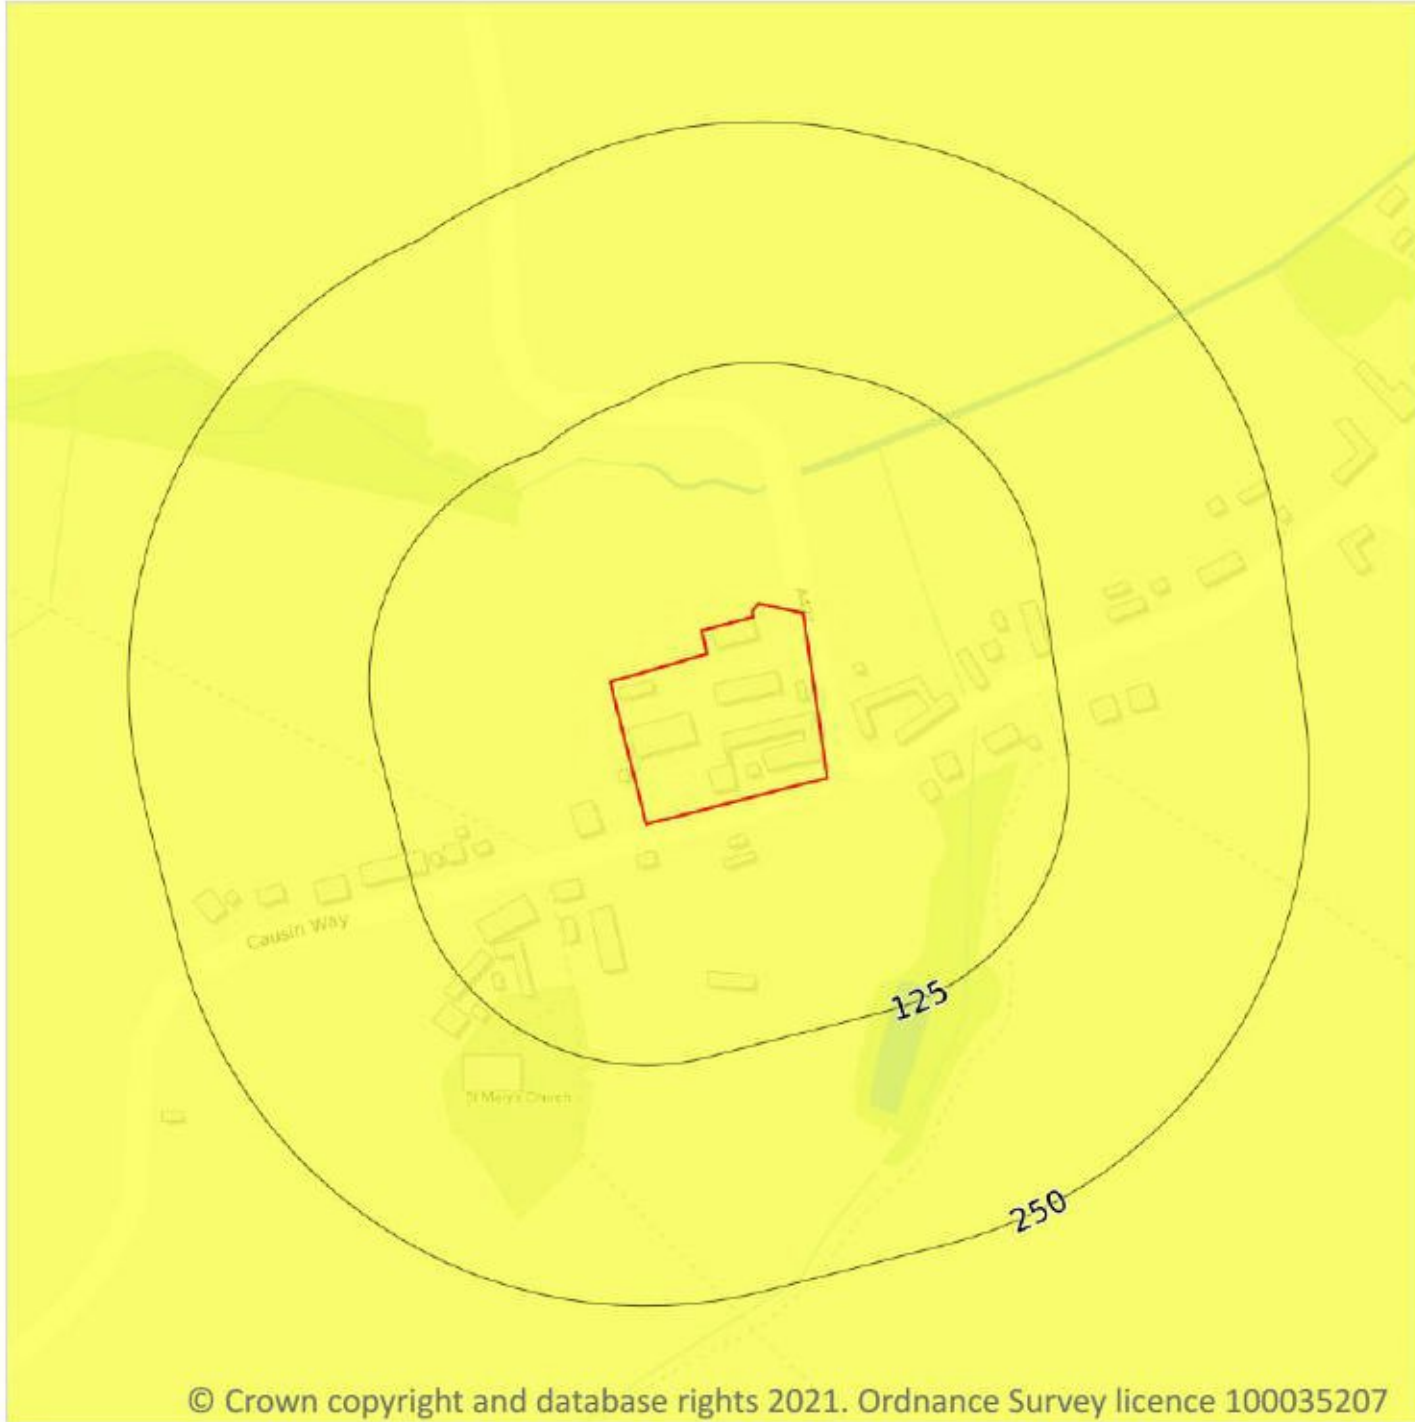 Causin Way
St Mary's Church
125
250
© Crown copyright and database rights 2021. Ordnance Survey licence 100035207